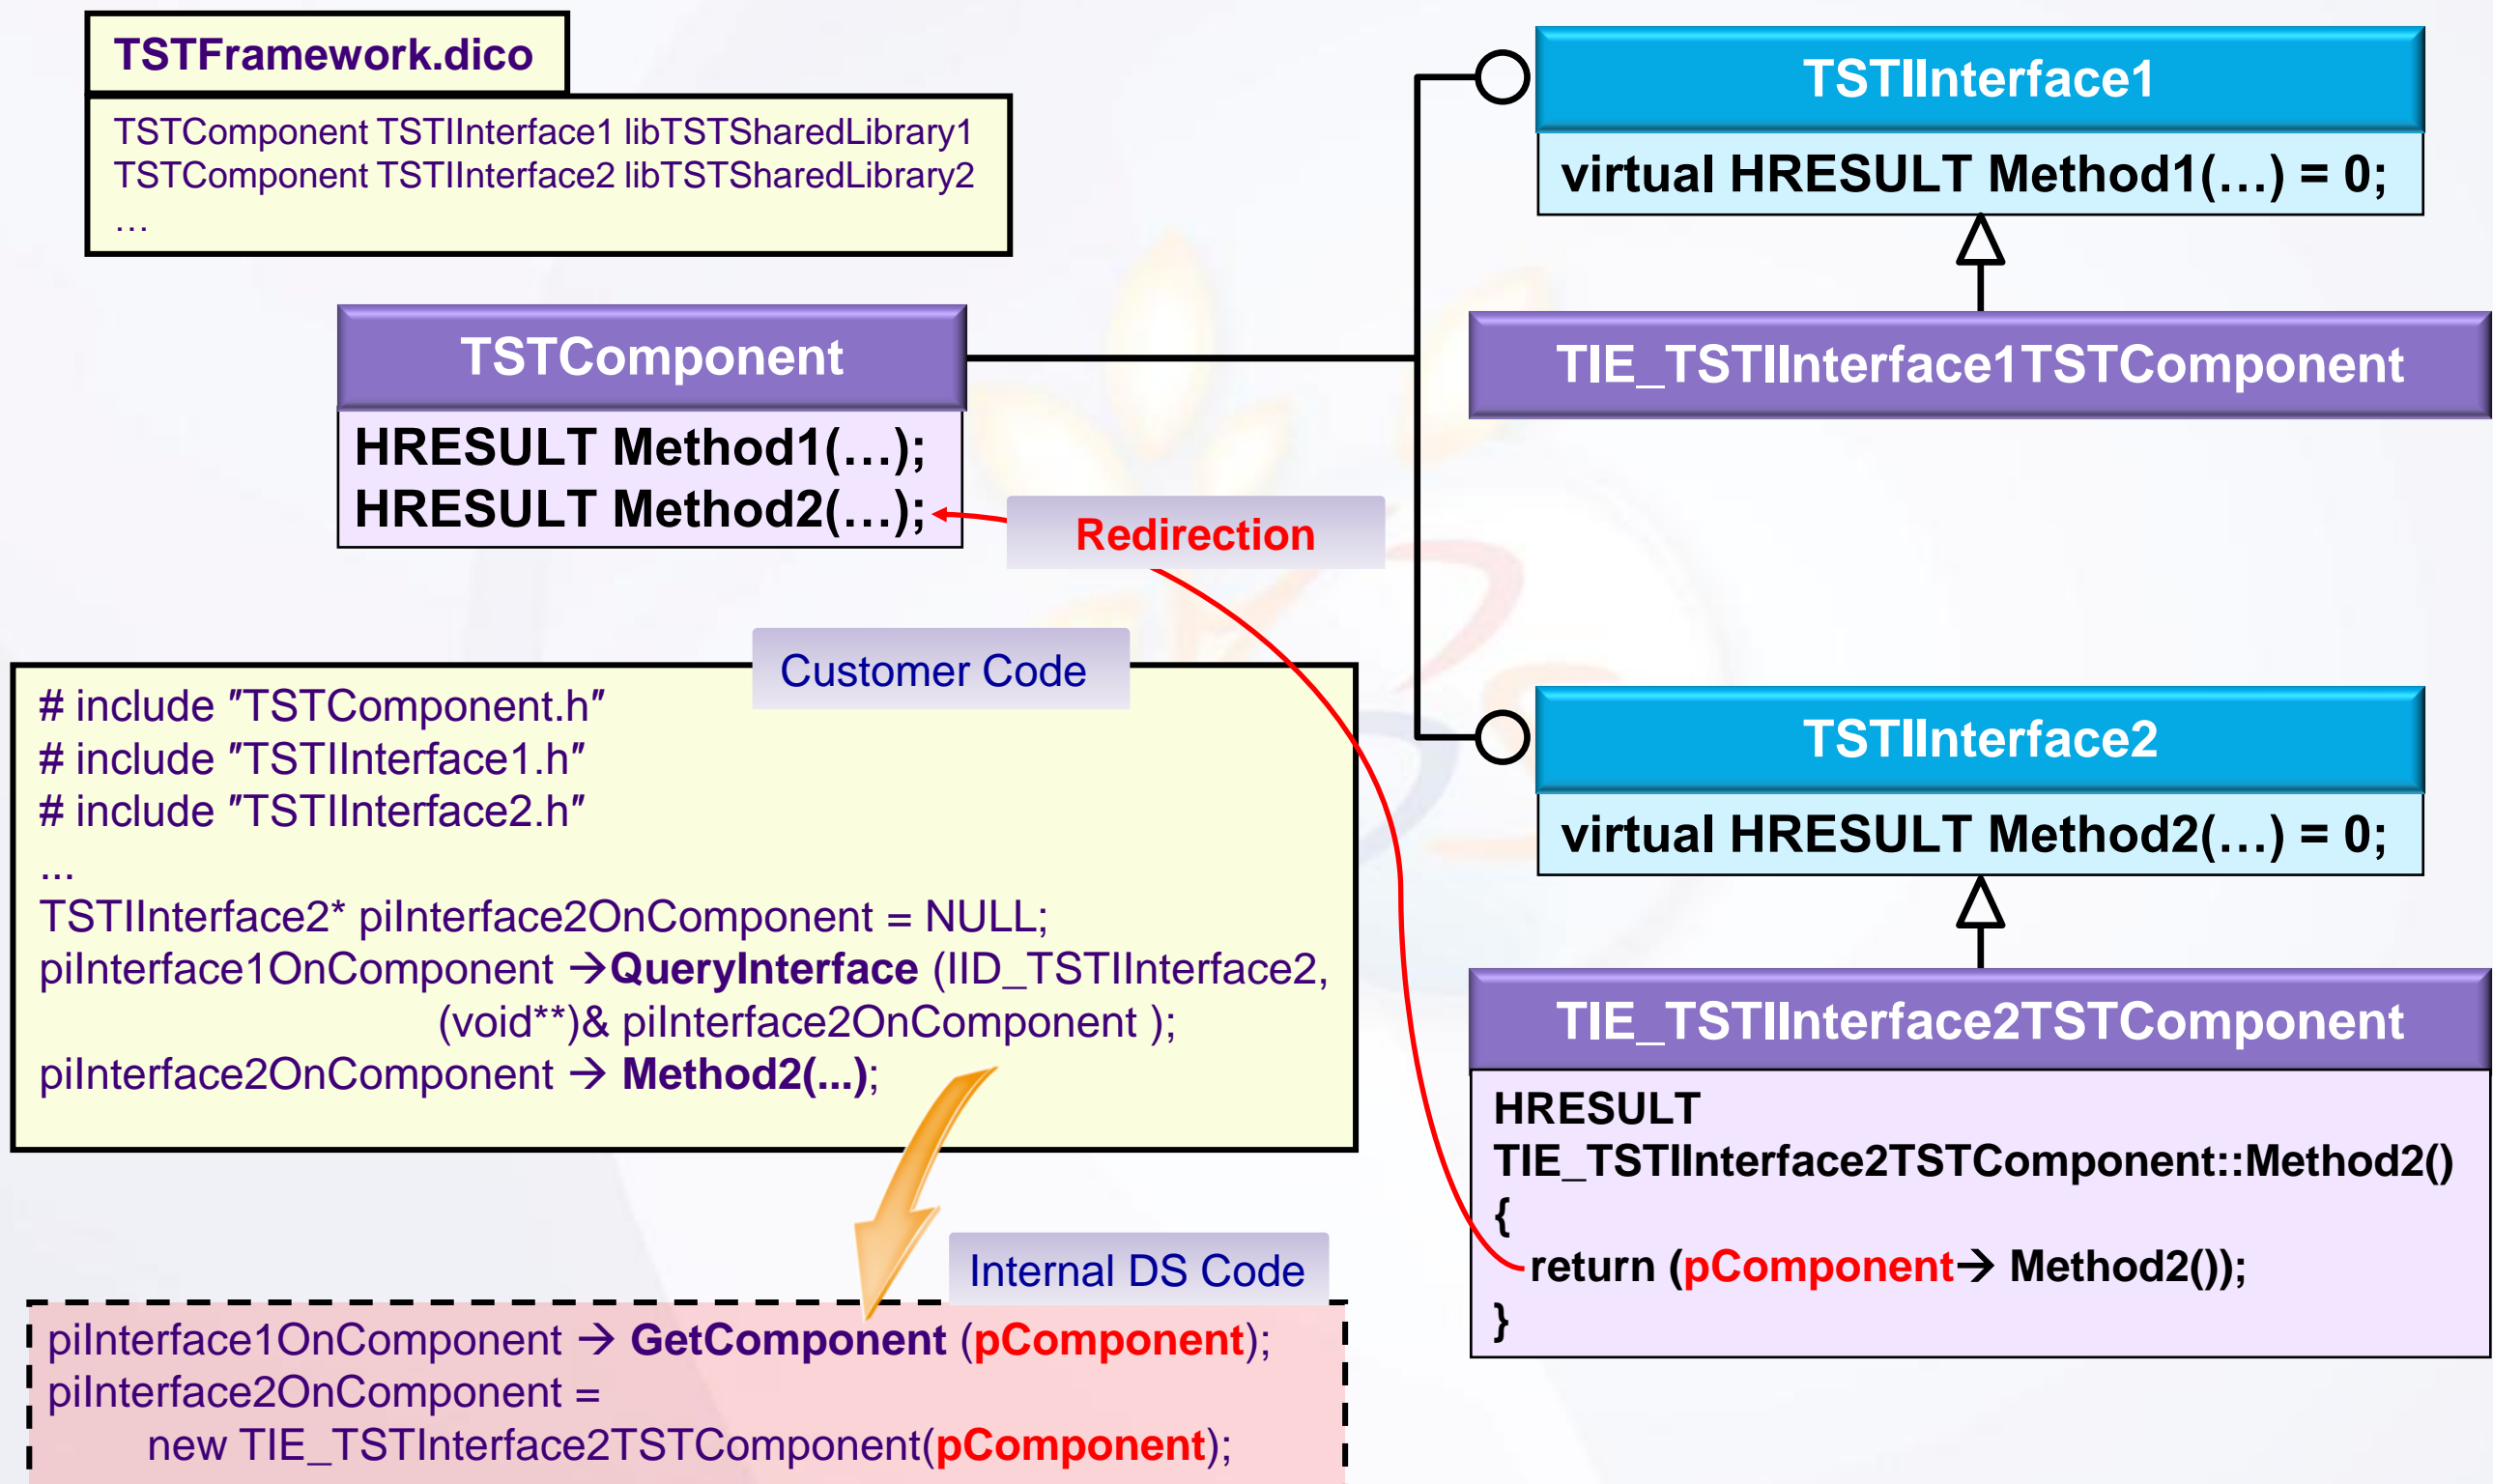 TSTFramework.dico
TSTComponent TSTIInterface1 libTSTSharedLibrary1
TSTComponent TSTIInterface2 libTSTSharedLibrary2
…
TSTIInterface1
virtual HRESULT Method1(…) = 0;
TSTComponent
HRESULT Method1(…);
HRESULT Method2(…);
TIE_TSTIInterface1TSTComponent
Redirection
Customer Code
# include "TSTComponent.h"
# include "TSTIInterface1.h"
# include "TSTIInterface2.h"
...
TSTIInterface2* piInterface2OnComponent = NULL;
piInterface1OnComponent →QueryInterface (IID_TSTIInterface2,
(void**)& piInterface2OnComponent );
piInterface2OnComponent → Method2(...);
TSTIInterface2
virtual HRESULT Method2(…) = 0;
TIE_TSTIInterface2TSTComponent
HRESULT
TIE_TSTIInterface2TSTComponent::Method2()
{
return (pComponent→ Method2());
}
Internal DS Code
piInterface1OnComponent → GetComponent (pComponent);
piInterface2OnComponent =
new TIE_TSTInterface2TSTComponent(pComponent);